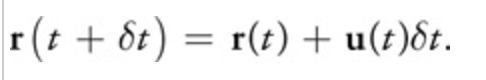 r(t + δt) = r(t) + u(t)δt.